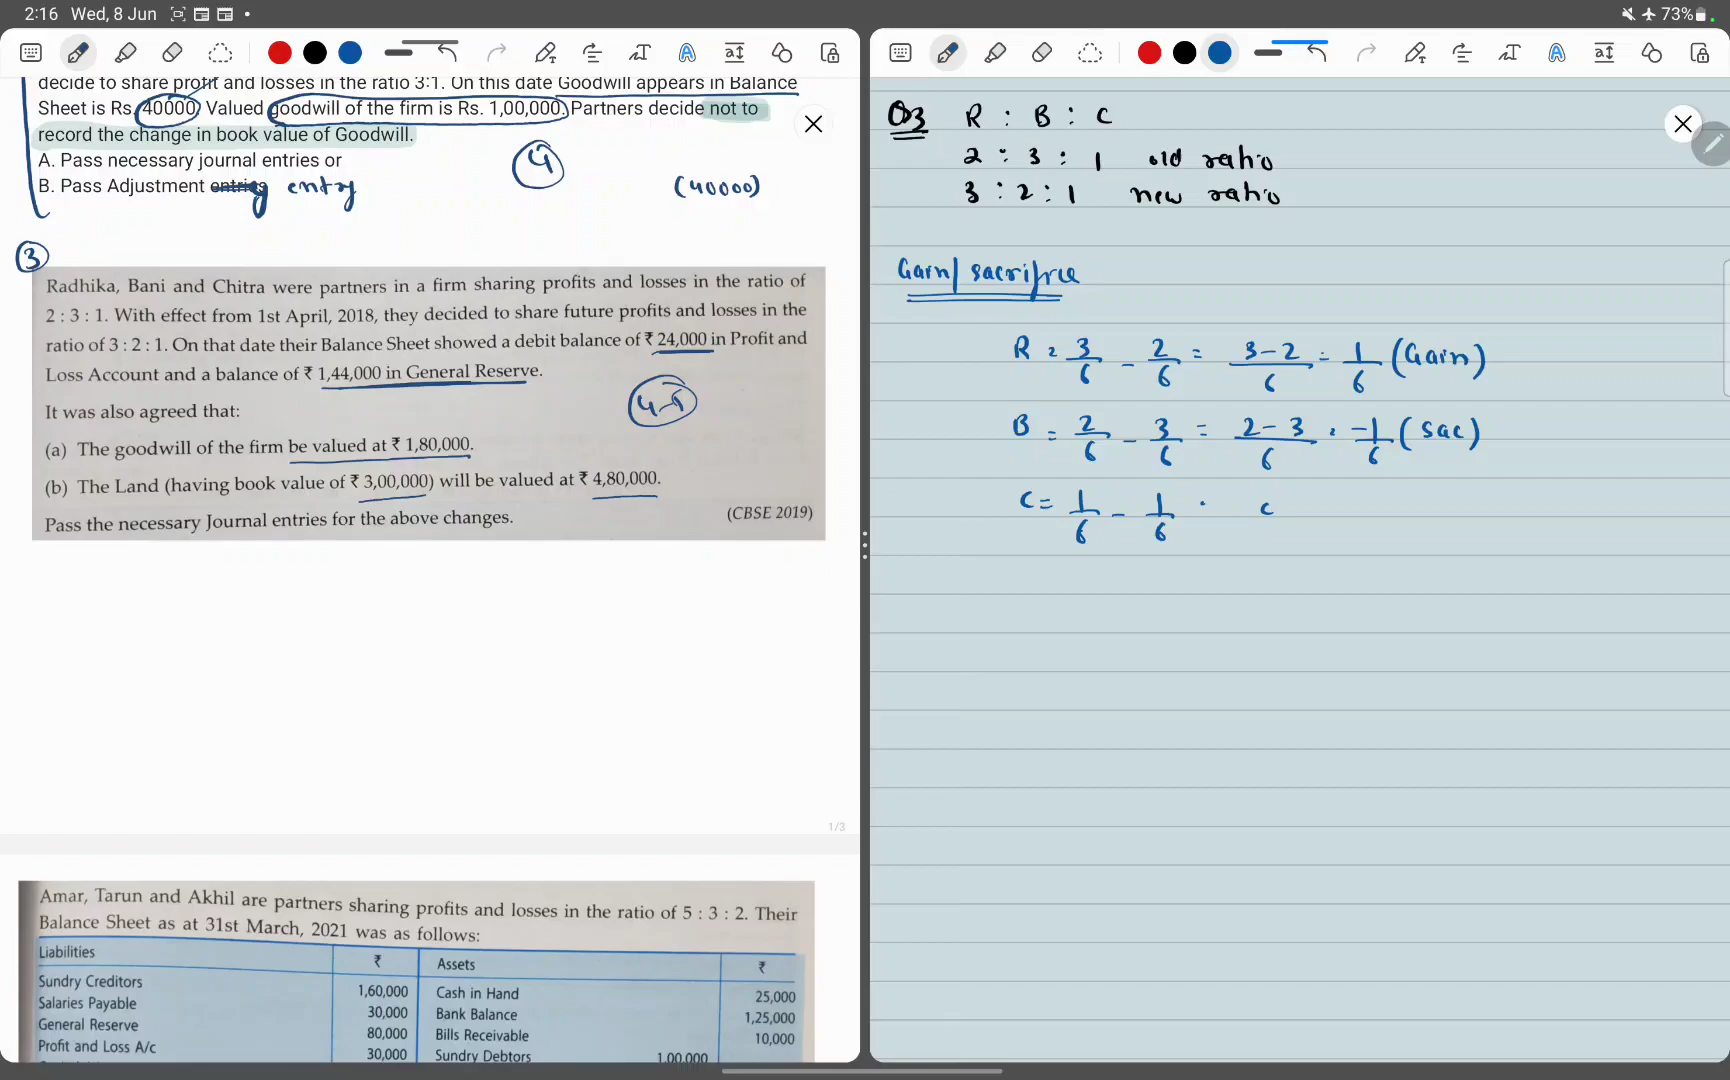 2:16 Wed, 8 Jun
73%
decide to share profit and losses in the ratio 3:1. On this date Goodwill appears in Balance
Sheet is Rs. 40000. Valued goodwill of the firm is Rs. 1,00,000. Partners decide not to
record the change in book value of Goodwill.
A. Pass necessary journal entries or
B. Pass Adjustment entries entry
4
(40000)
3
Radhika, Bani and Chitra were partners in a firm sharing profits and losses in the ratio of
2 : 3 : 1. With effect from 1st April, 2018, they decided to share future profits and losses in the
ratio of 3 : 2 : 1. On that date their Balance Sheet showed a debit balance of ₹ 24,000 in Profit and
Loss Account and a balance of ₹ 1,44,000 in General Reserve.
It was also agreed that:
(a) The goodwill of the firm be valued at ₹ 1,80,000.
(b) The Land (having book value of ₹ 3,00,000) will be valued at ₹ 4,80,000.
Pass the necessary Journal entries for the above changes. (CBSE 2019)
1/3
Amar, Tarun and Akhil are partners sharing profits and losses in the ratio of 5 : 3 : 2. Their
Balance Sheet as at 31st March, 2021 was as follows:
Liabilities ₹ Assets ₹
Sundry Creditors 1,60,000 Cash in Hand 25,000
Salaries Payable 30,000 Bank Balance 1,25,000
General Reserve 80,000 Bills Receivable 10,000
Profit and Loss A/c 30,000 Sundry Debtors 1,00,000
Q3 R : B : C
2 : 3 : 1 old ratio
3 : 2 : 1 new ratio
Gain/sacrifice
R = 3/6 - 2/6 = 3-2/6 = 1/6 (Gain)
B = 2/6 - 3/6 = 2-3/6 = -1/6 (Sac)
C = 1/6 - 1/6